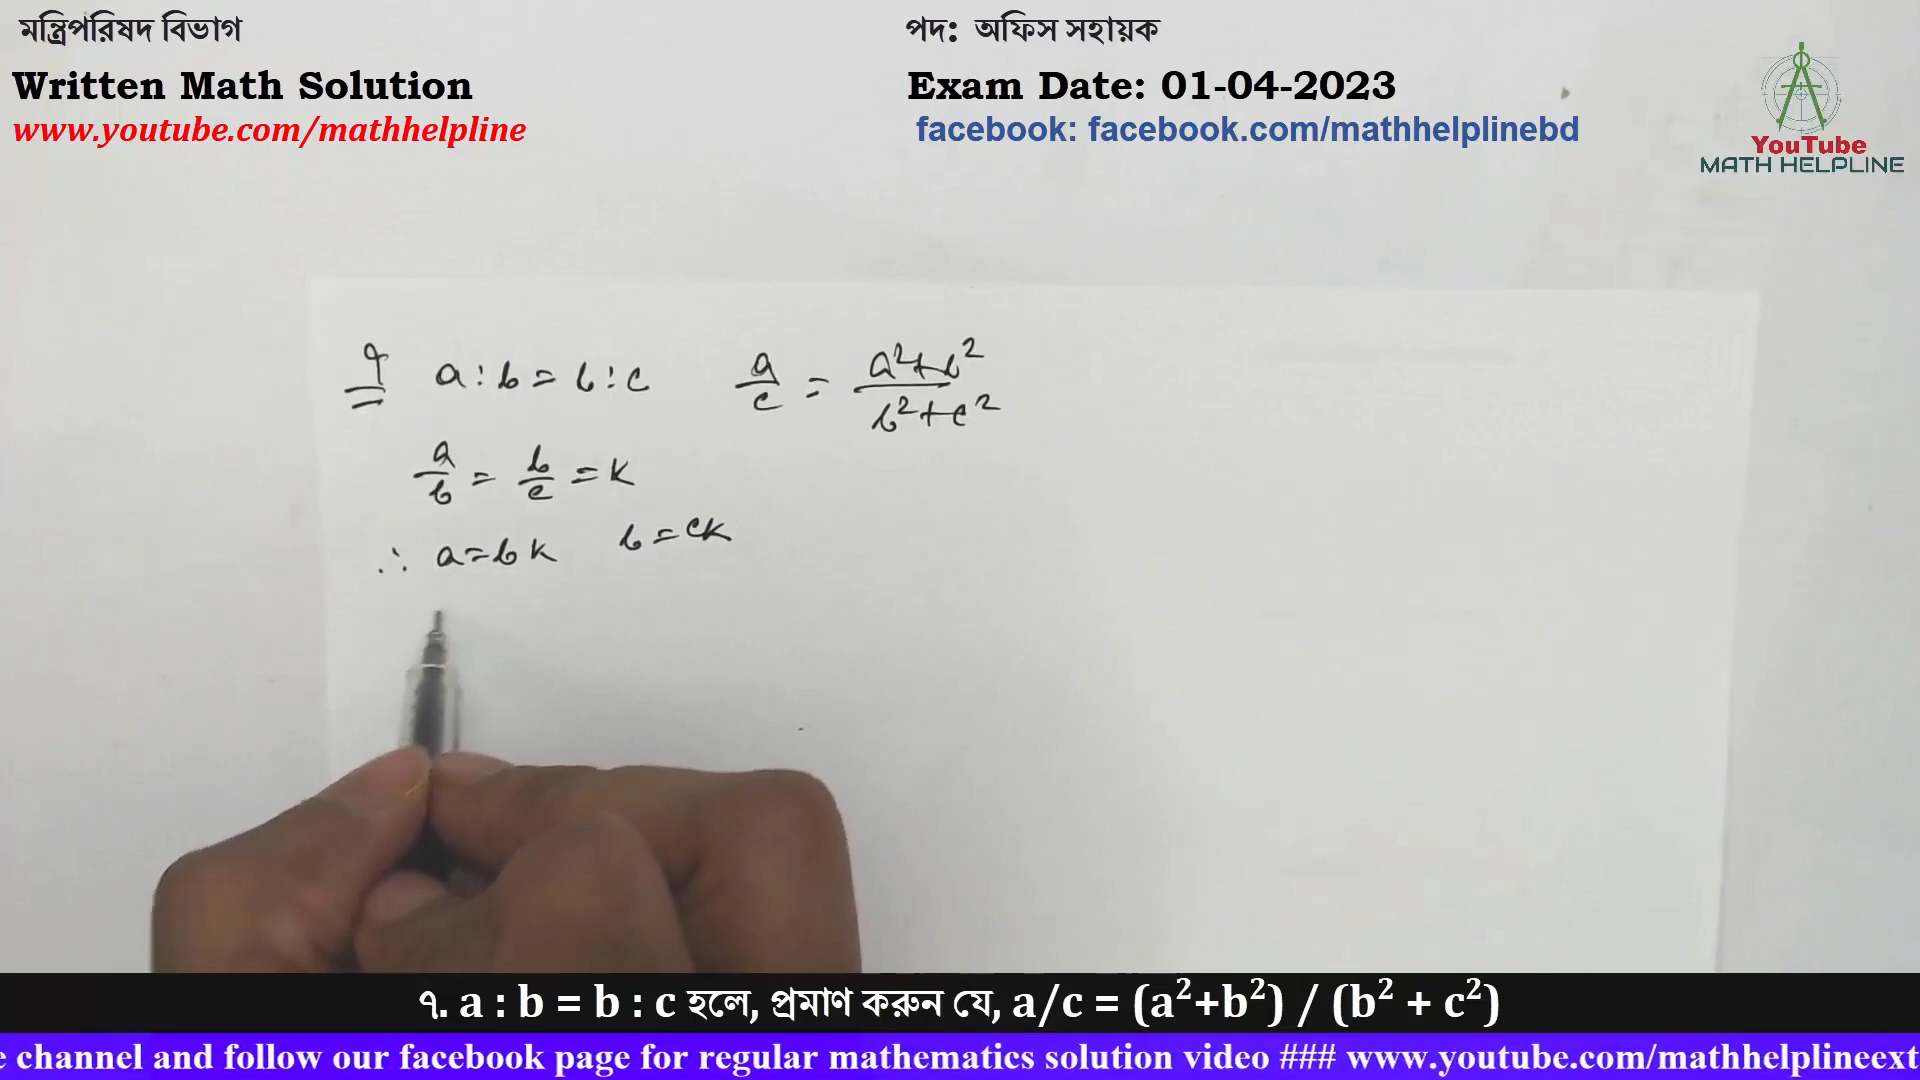 মন্ত্রিপরিষদ বিভাগ
পদ: অফিস সহায়ক
Written Math Solution
Exam Date: 01-04-2023
www.youtube.com/mathhelpline
facebook: facebook.com/mathhelplinebd
YouTube
MATH HELPLINE
৭ a : b = b : c a/c = (a²+b²)/(b²+c²)
a/b = b/c = k
∴ a = bk b = ck
৭. a : b = b : c হলে, প্রমাণ করুন যে, a/c = (a²+b²) / (b² + c²)
e channel and follow our facebook page for regular mathematics solution video ### www.youtube.com/mathhelplineext